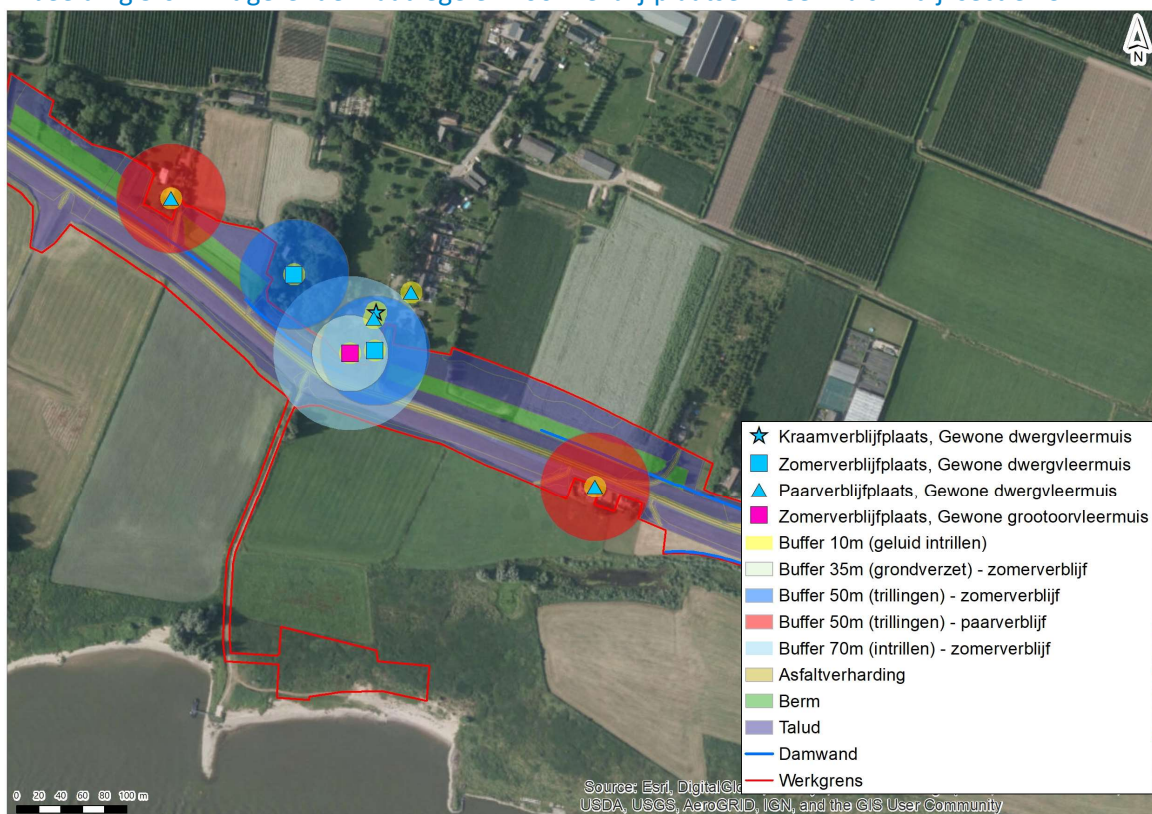 N
Kraamverblijfplaats, Gewone dwergvleermuis
Zomerverblijfplaats, Gewone dwergvleermuis
Paarverblijfplaats, Gewone dwergvleermuis
Zomerverblijfplaats, Gewone grootoorvleermuis
Buffer 10m (geluid intrillen)
Buffer 35m (grondverzet) - zomerverblijf
Buffer 50m (trillingen) - zomerverblijf
Buffer 50m (trillingen) - paarverblijf
Buffer 70m (intrillen) - zomerverblijf
Asfaltverharding
Berm
Talud
Damwand
Werkgrens
0 20 40 60 80 100 m
Source: Esri,
USDA, USGS, AeroGRID, IGN, and the GIS User Community